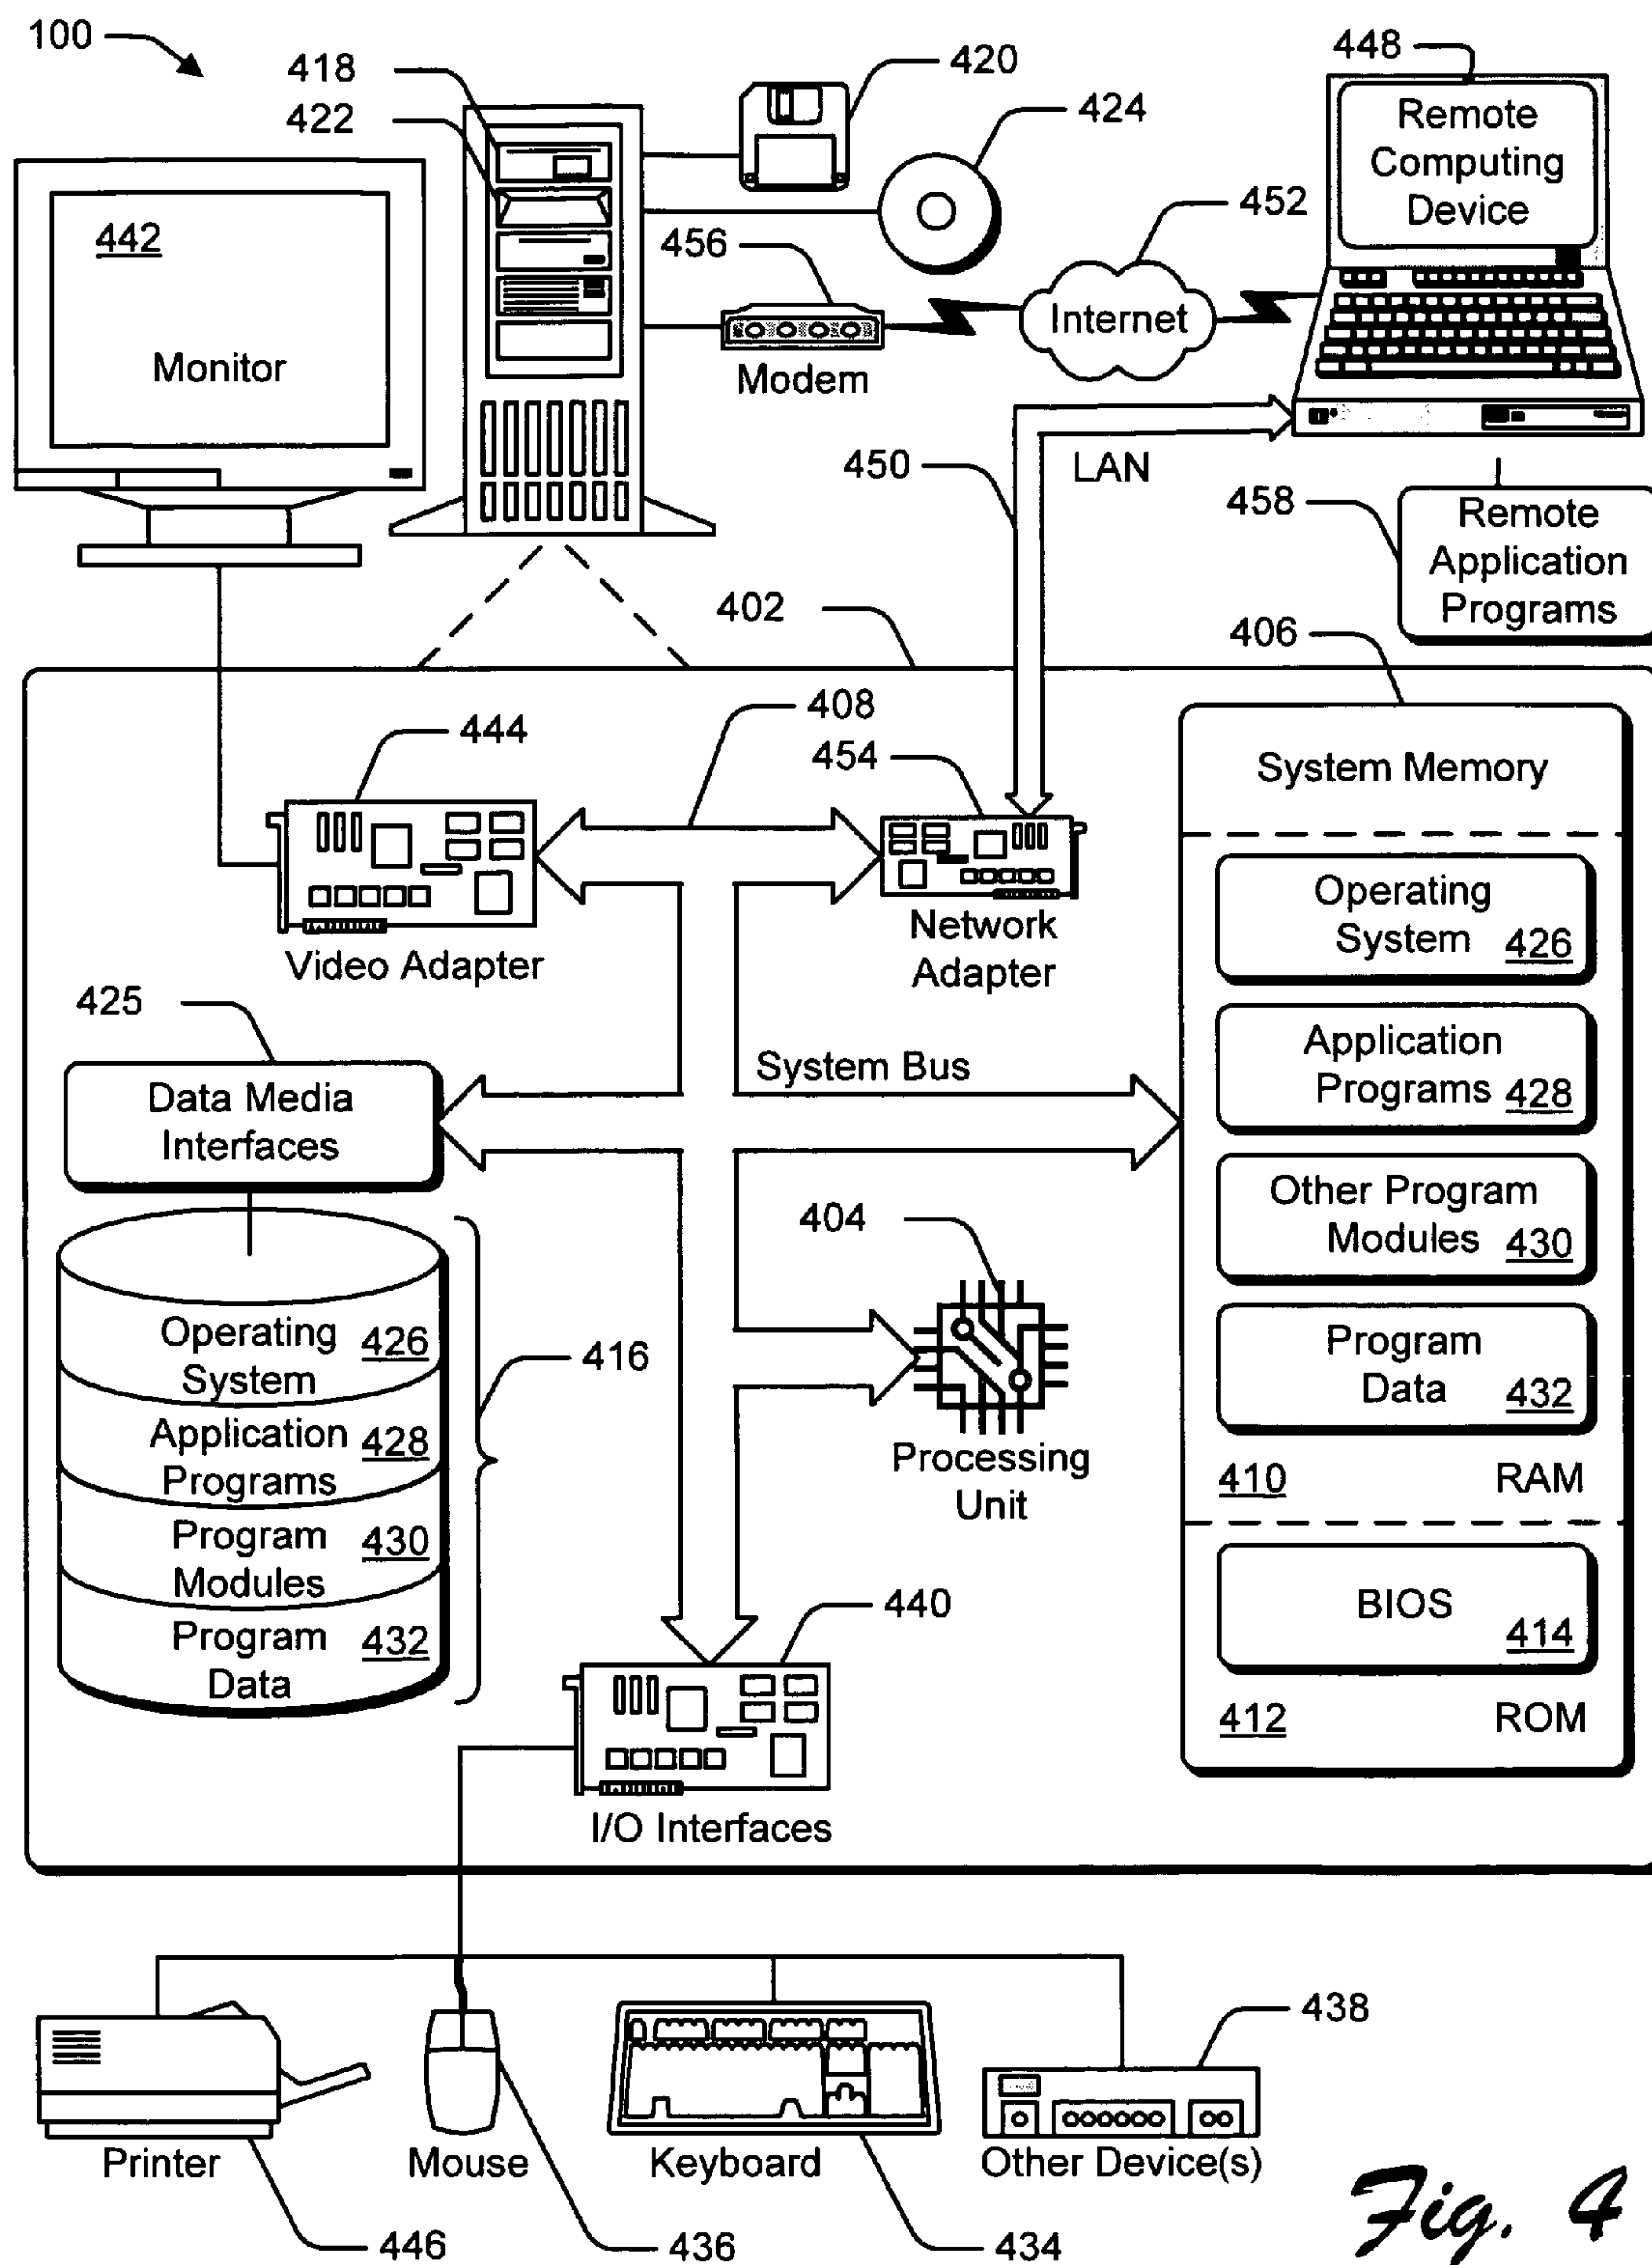 100
418
422
420
424
448
Remote
Computing
Device
442
Monitor
456
Modem
452
Internet
450
LAN
458
Remote
Application
Programs
402
406
408
444
Video Adapter
454
Network
Adapter
System Memory
Operating
System 426
Application
Programs 428
Other Program
Modules 430
Program
Data 432
410 RAM
BIOS
414
412 ROM
425
Data Media
Interfaces
System Bus
Operating
System 426
Application
Programs 428
Program
Modules 430
Program
Data 432
416
404
Processing
Unit
440
I/O Interfaces
438
Printer
Mouse
Keyboard
Other Device(s)
446
436
434
Fig. 4